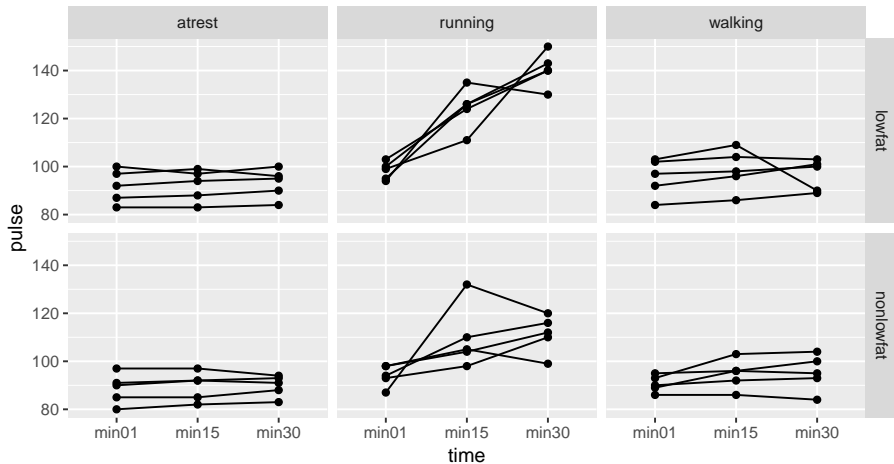 atrest running walking
140
120
100
80
lowfat
pulse
140
120
100
80
nonlowfat
min01 min15 min30 min01 min15 min30 min01 min15 min30
time